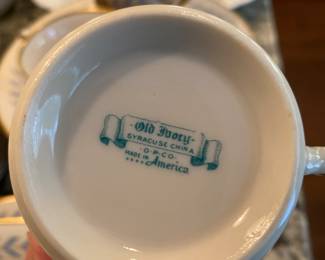 Old Ivory
SYRACUSE CHINA
O·P·CO·
MADE IN America